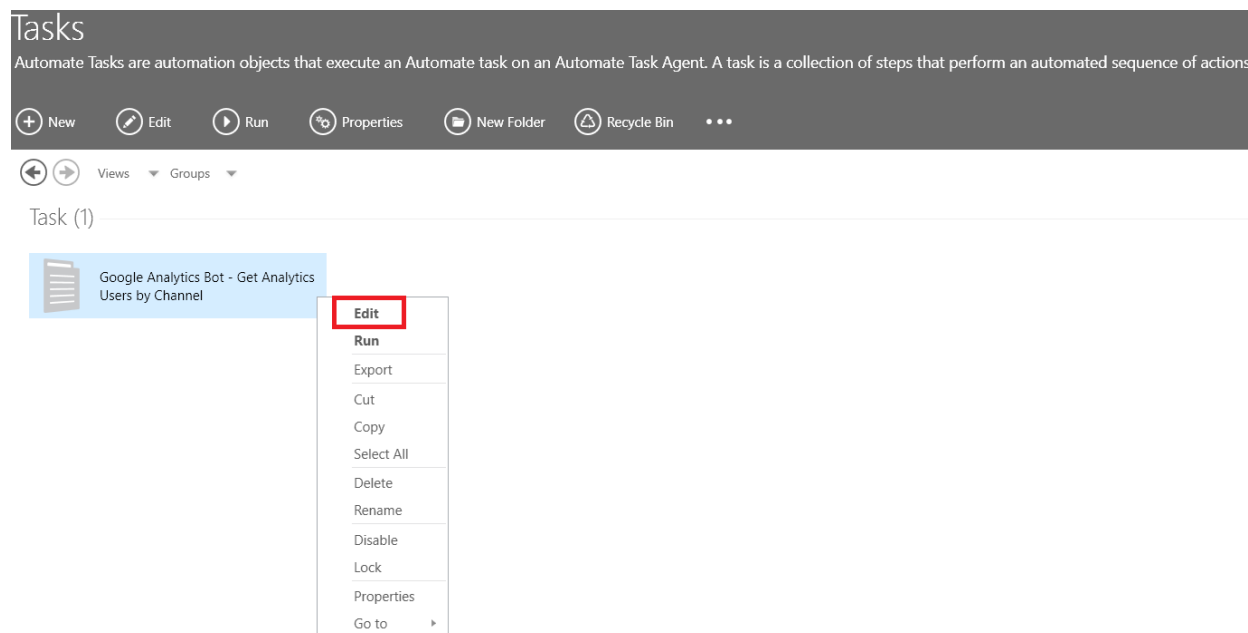 Tasks
Automate Tasks are automation objects that execute an Automate task on an Automate Task Agent. A task is a collection of steps that perform an automated sequence of actions
New Edit Run Properties New Folder Recycle Bin
Views Groups
Task (1)
Google Analytics Bot - Get Analytics
Users by Channel
Edit
Run
Export
Cut
Copy
Select All
Delete
Rename
Disable
Lock
Properties
Go to